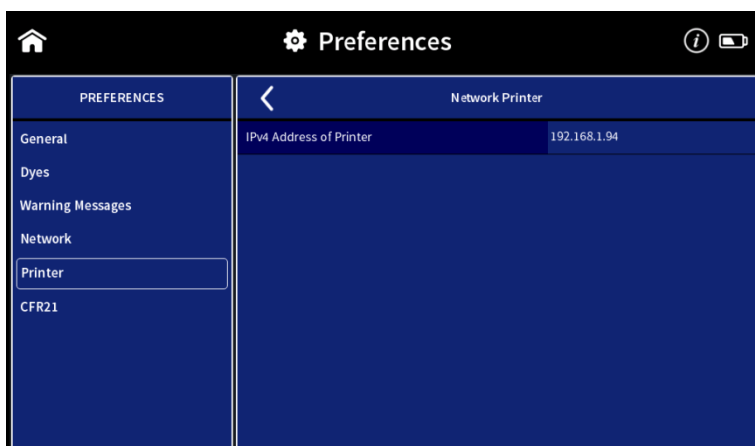 Preferences
PREFERENCES
General
Dyes
Warning Messages
Network
Printer
CFR21
Network Printer
IPv4 Address of Printer 192.168.1.94